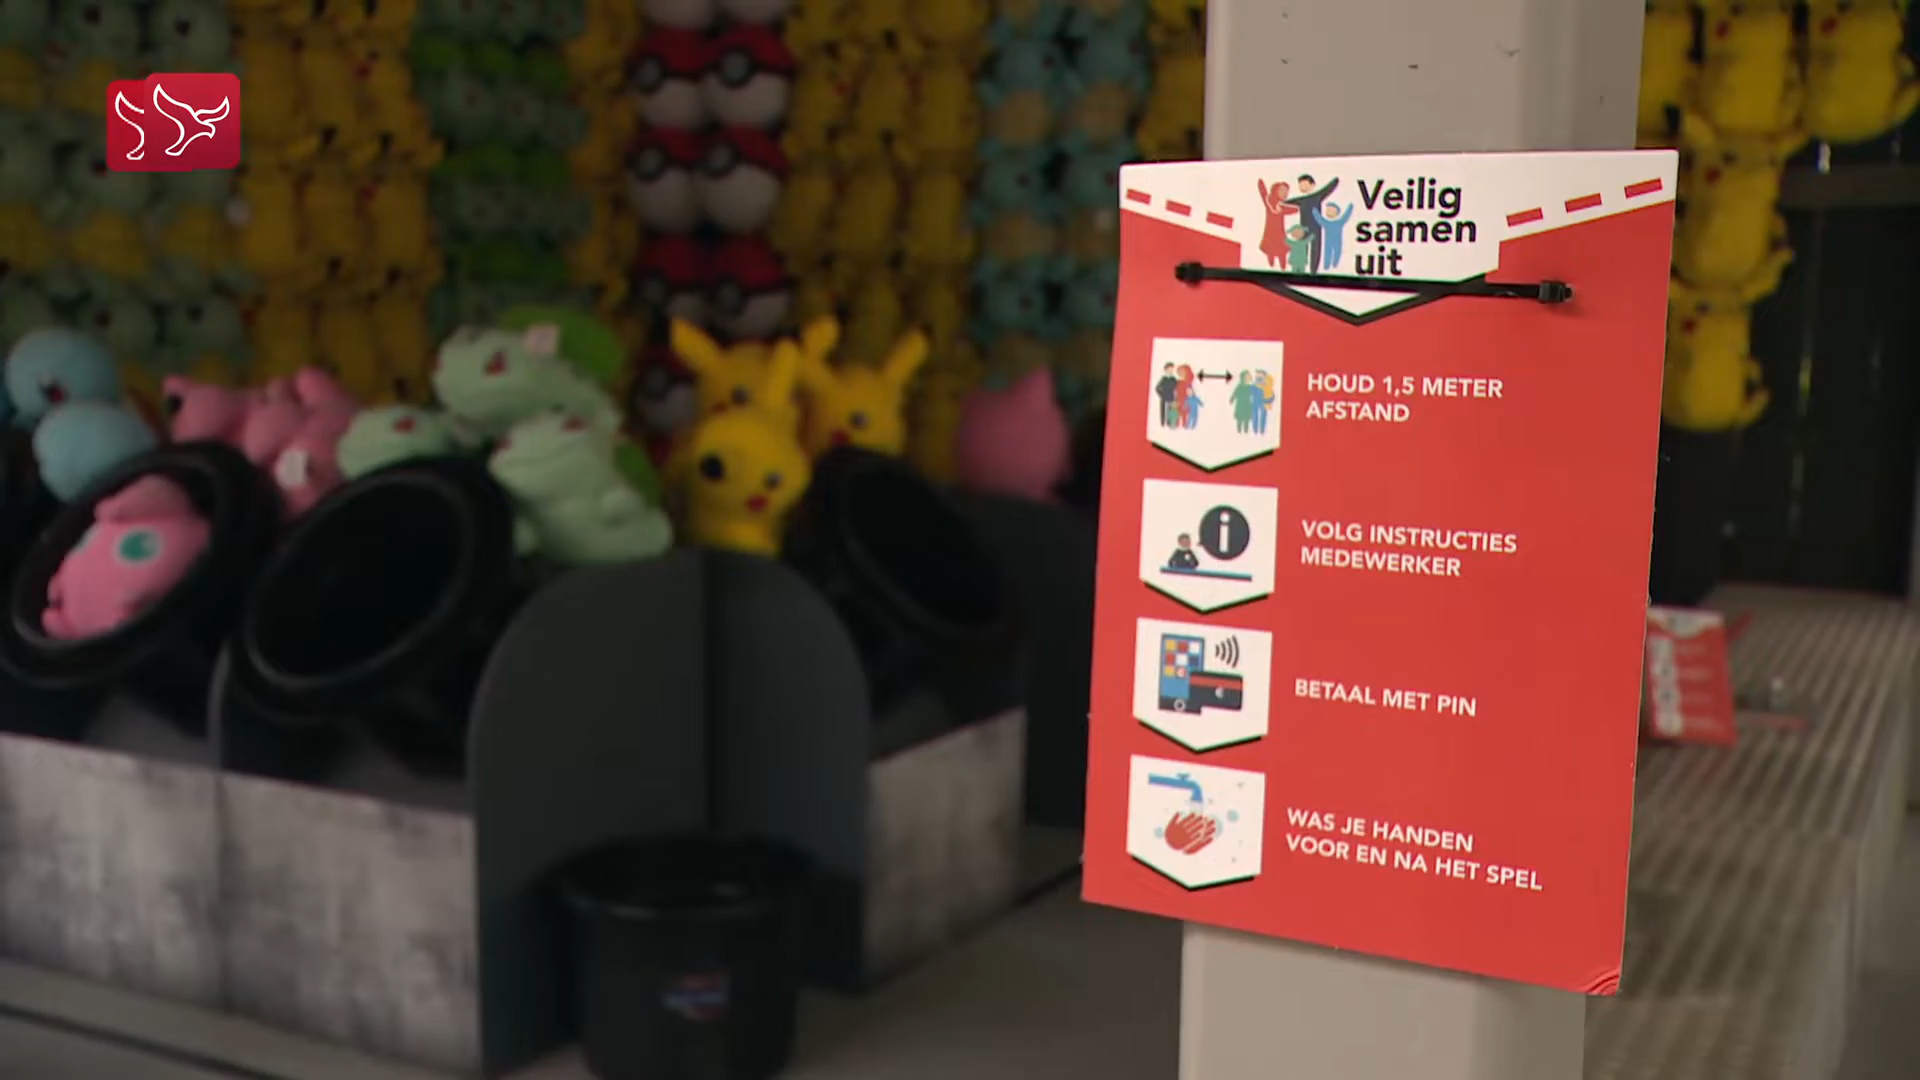 Veilig
samen
uit
HOUD 1,5 METER
AFSTAND
VOLG INSTRUCTIES
MEDEWERKER
BETAAL MET PIN
WAS JE HANDEN
VOOR EN NA HET SPEL